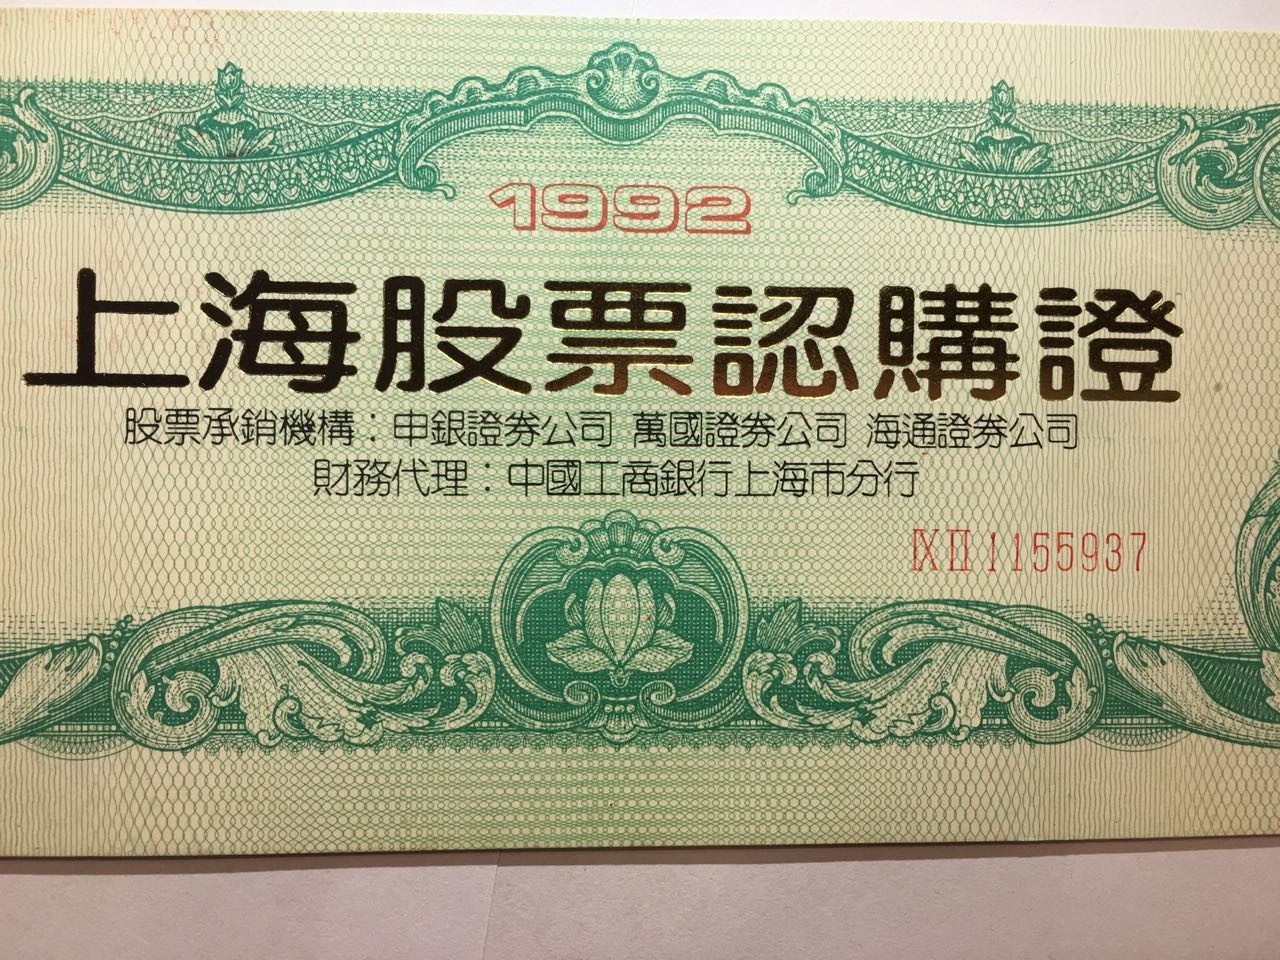 1992
上海股票認購證
股票承銷機構：申銀證券公司 萬國證券公司 海通證券公司
財務代理：中國工商銀行上海市分行
ⅨⅡ1155937